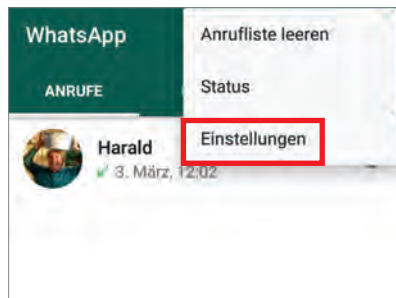 WhatsApp
Anrufliste leeren
ANRUFE
Status
Einstellungen
Harald
3. März, 12:02